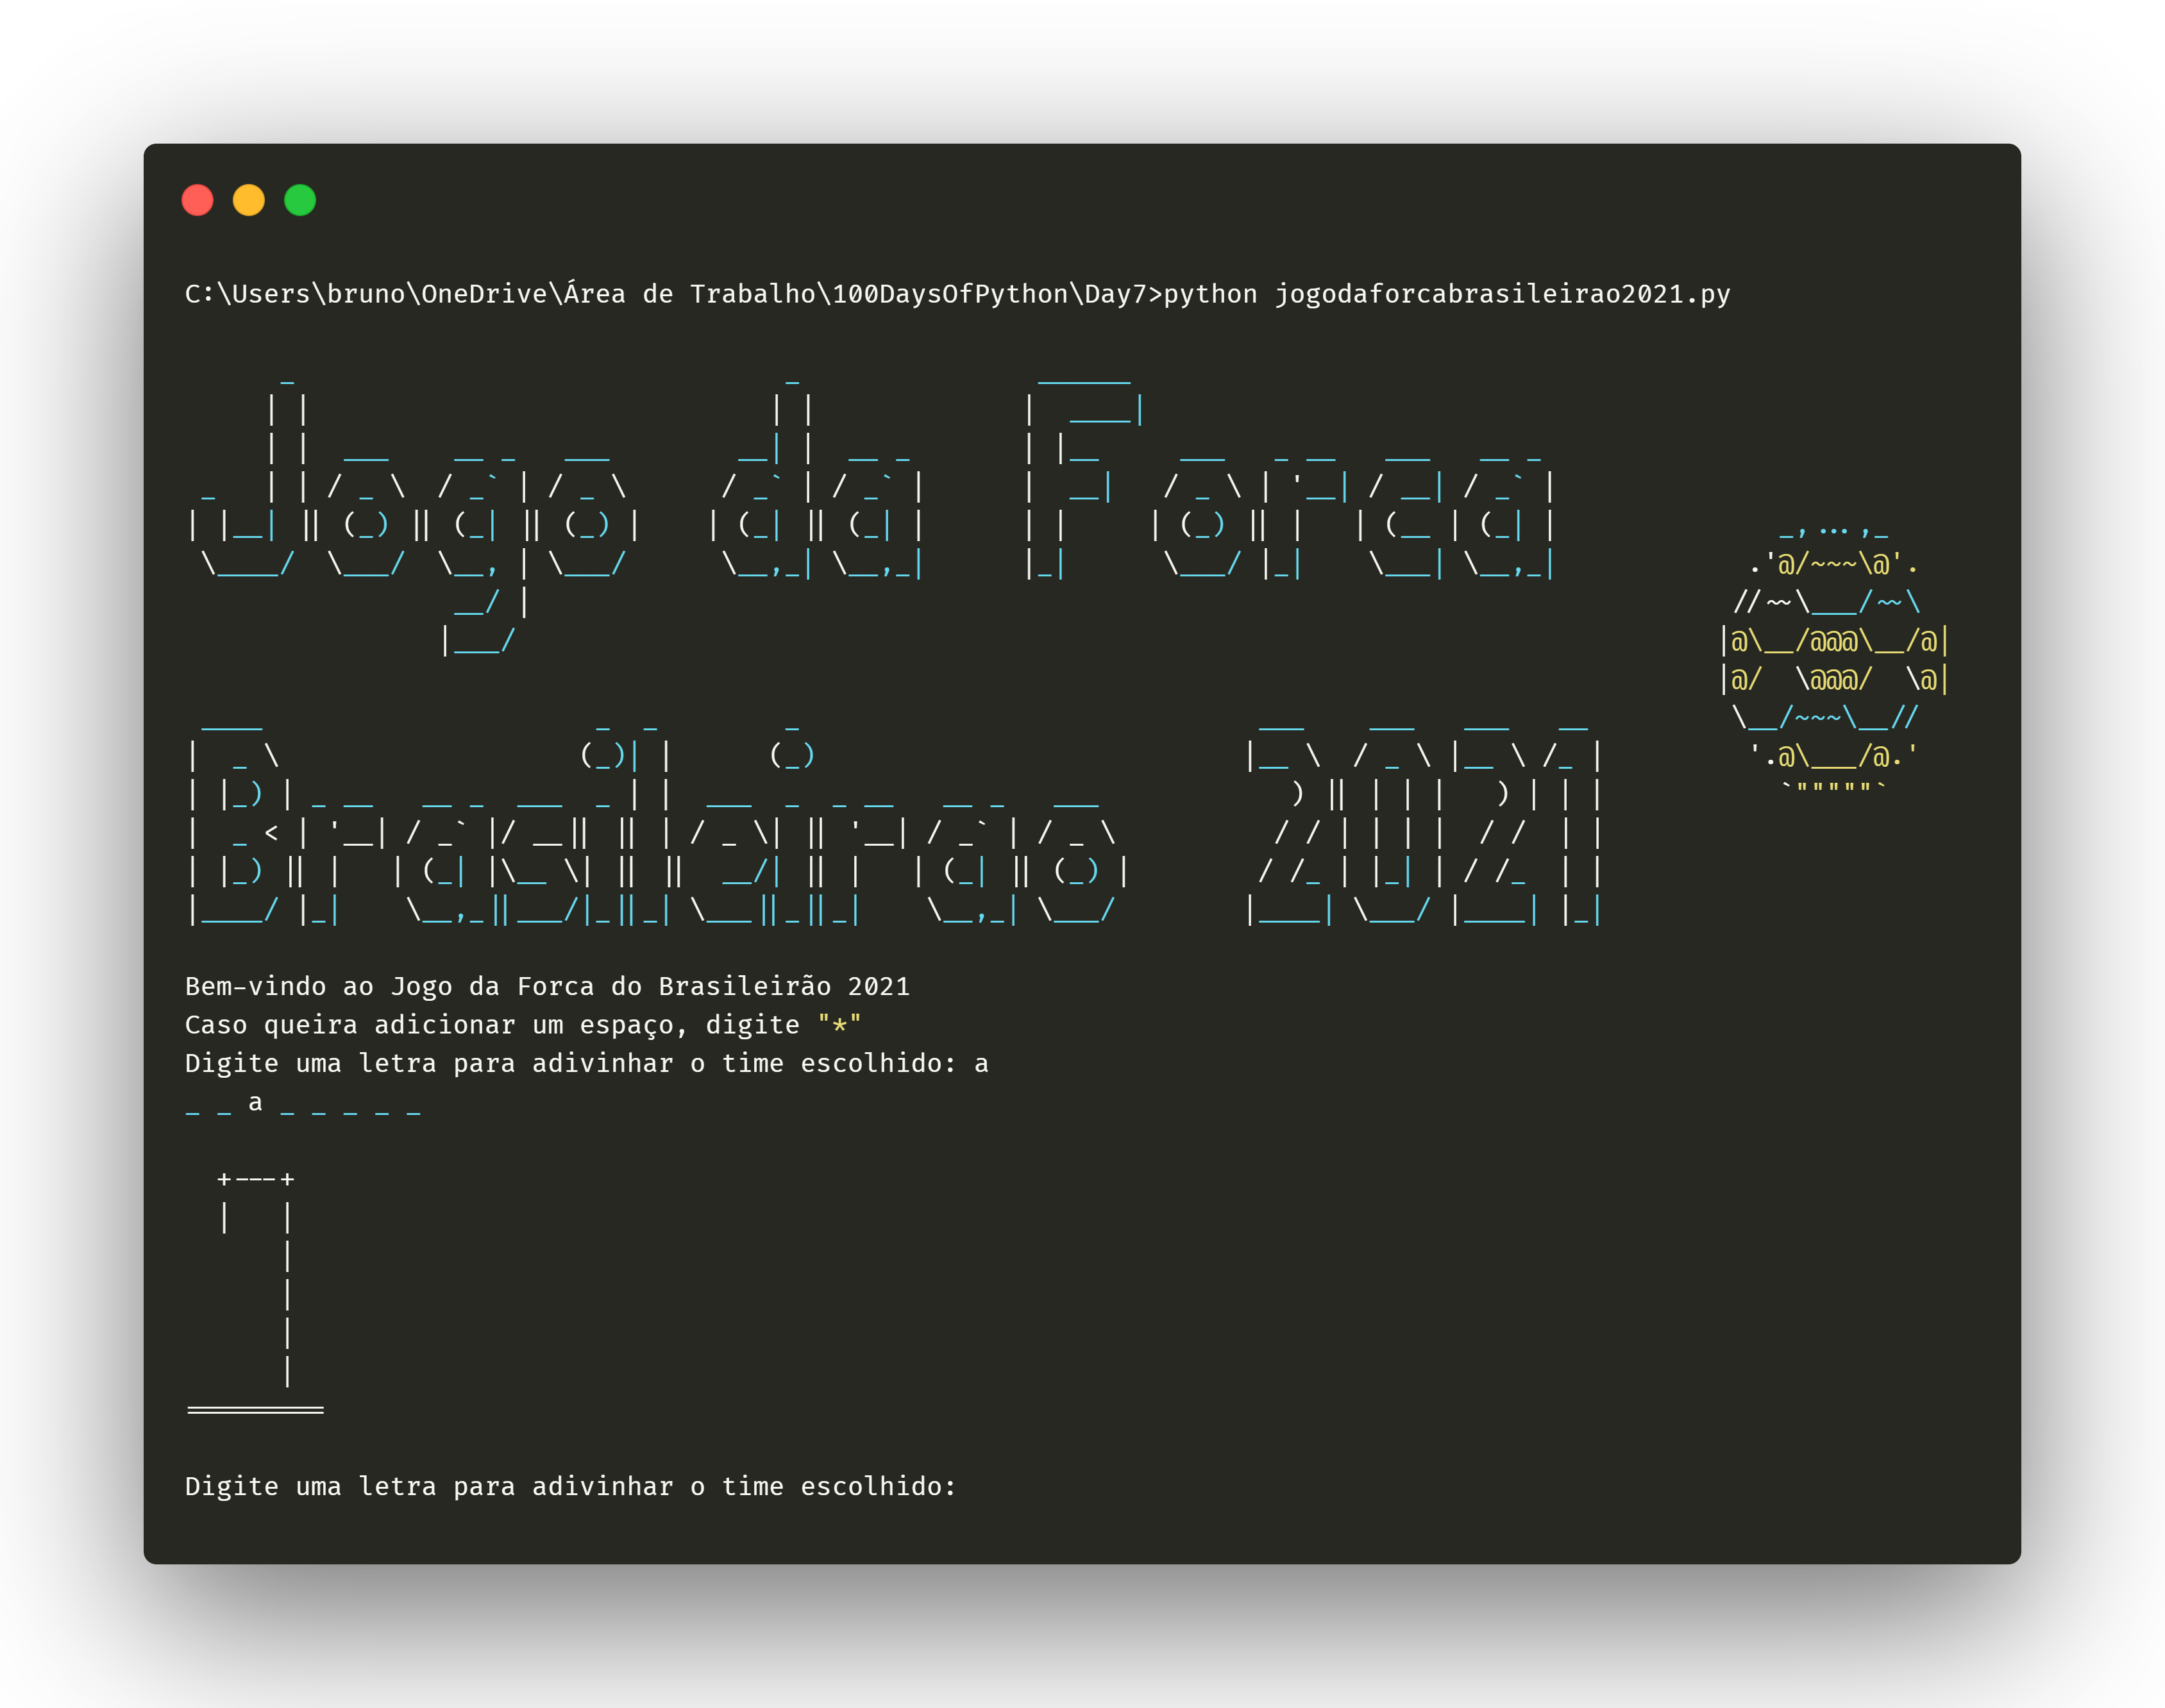 C:\Users\bruno\OneDrive\Área de Trabalho\100DaysOfPython\Day7>python jogodaforcabrasileirao2021.py
Jogo da Forca
Brasileirao 2021
Bem-vindo ao Jogo da Forca do Brasileirão 2021
Caso queira adicionar um espaço, digite "*"
Digite uma letra para adivinhar o time escolhido: a
_ _ a _ _ _ _ _
Digite uma letra para adivinhar o time escolhido: